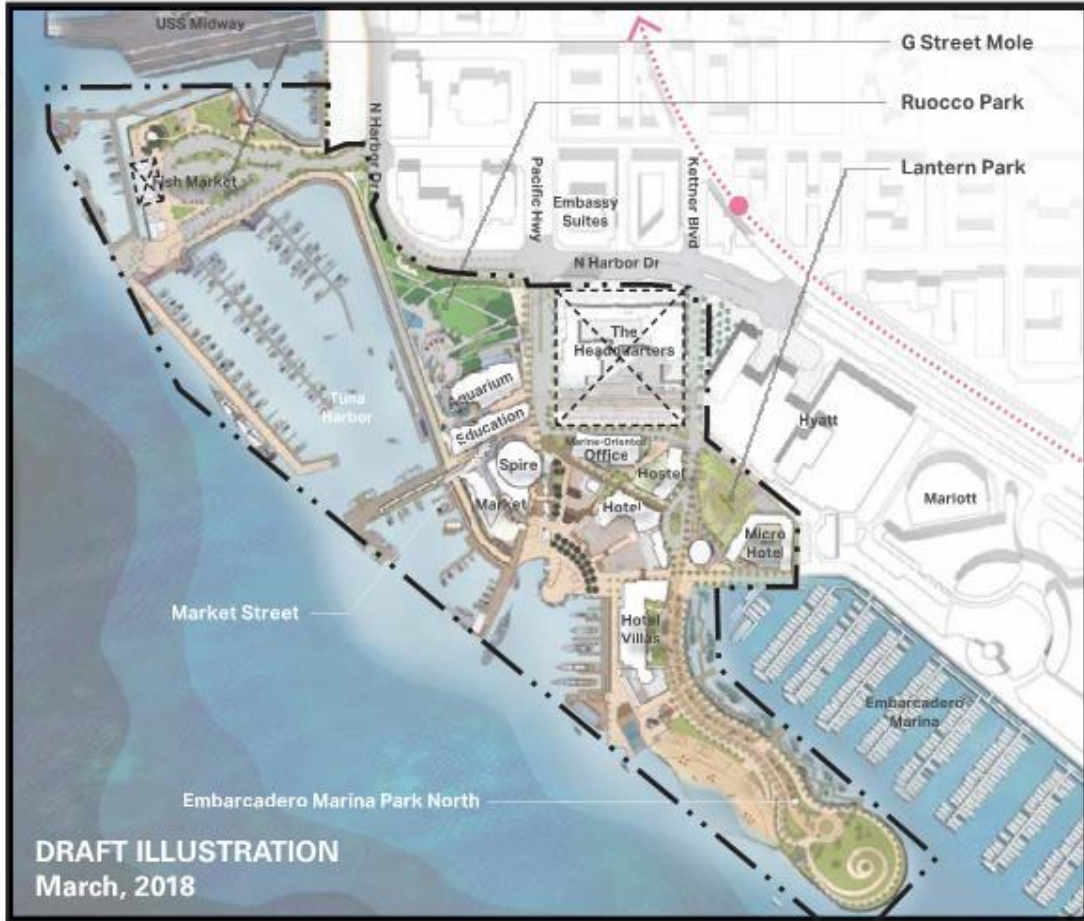 USS Midway
G Street Mole
Ruocco Park
Lantern Park
N Harbor Dr
Pacific Hwy
Kettner Blvd
Fish Market
Embassy
Suites
N Harbor Dr
The
Headquarters
Aquarium
Tuna
Harbor
Education
Hyatt
Marine-Oriented
Office
Spire
Hostel
Market
Hotel
Mariott
Micro
Hotel
Market Street
Hotel
Villas
Embarcadero
Marina
Embarcadero Marina Park North
DRAFT ILLUSTRATION
March, 2018